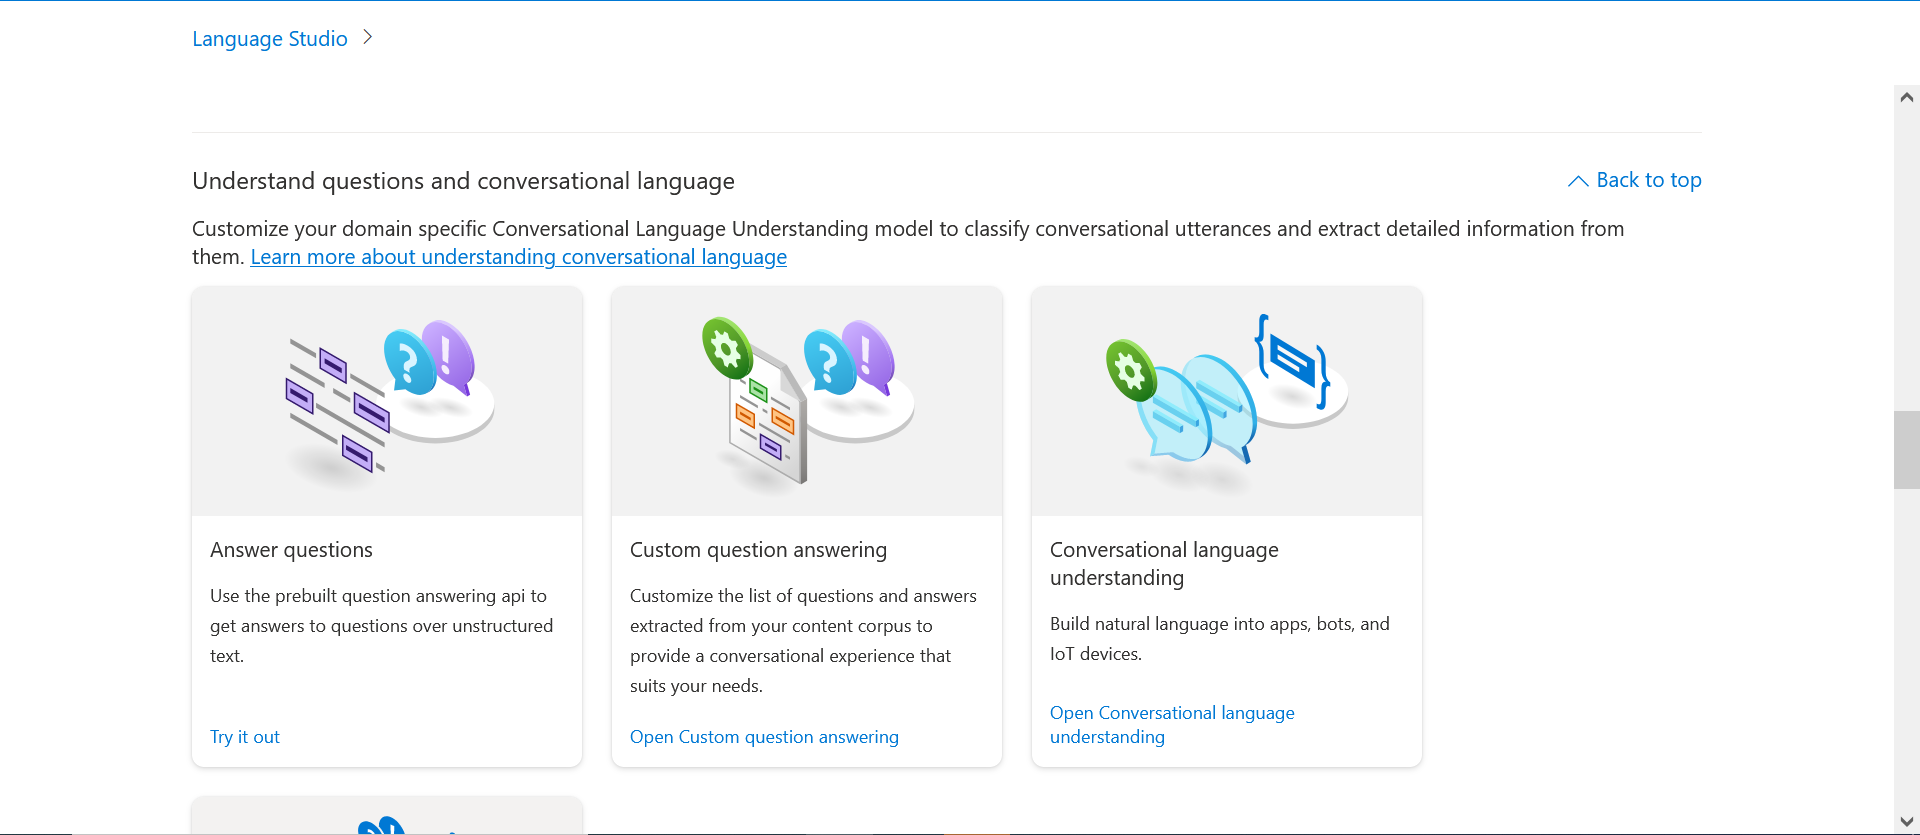 Language Studio
Understand questions and conversational language
Back to top
Customize your domain specific Conversational Language Understanding model to classify conversational utterances and extract detailed information from
them. Learn more about understanding conversational language
Answer questions
Use the prebuilt question answering api to
get answers to questions over unstructured
text.
Try it out
Custom question answering
Customize the list of questions and answers
extracted from your content corpus to
provide a conversational experience that
suits your needs.
Open Custom question answering
Conversational language
understanding
Build natural language into apps, bots, and
IoT devices.
Open Conversational language
understanding